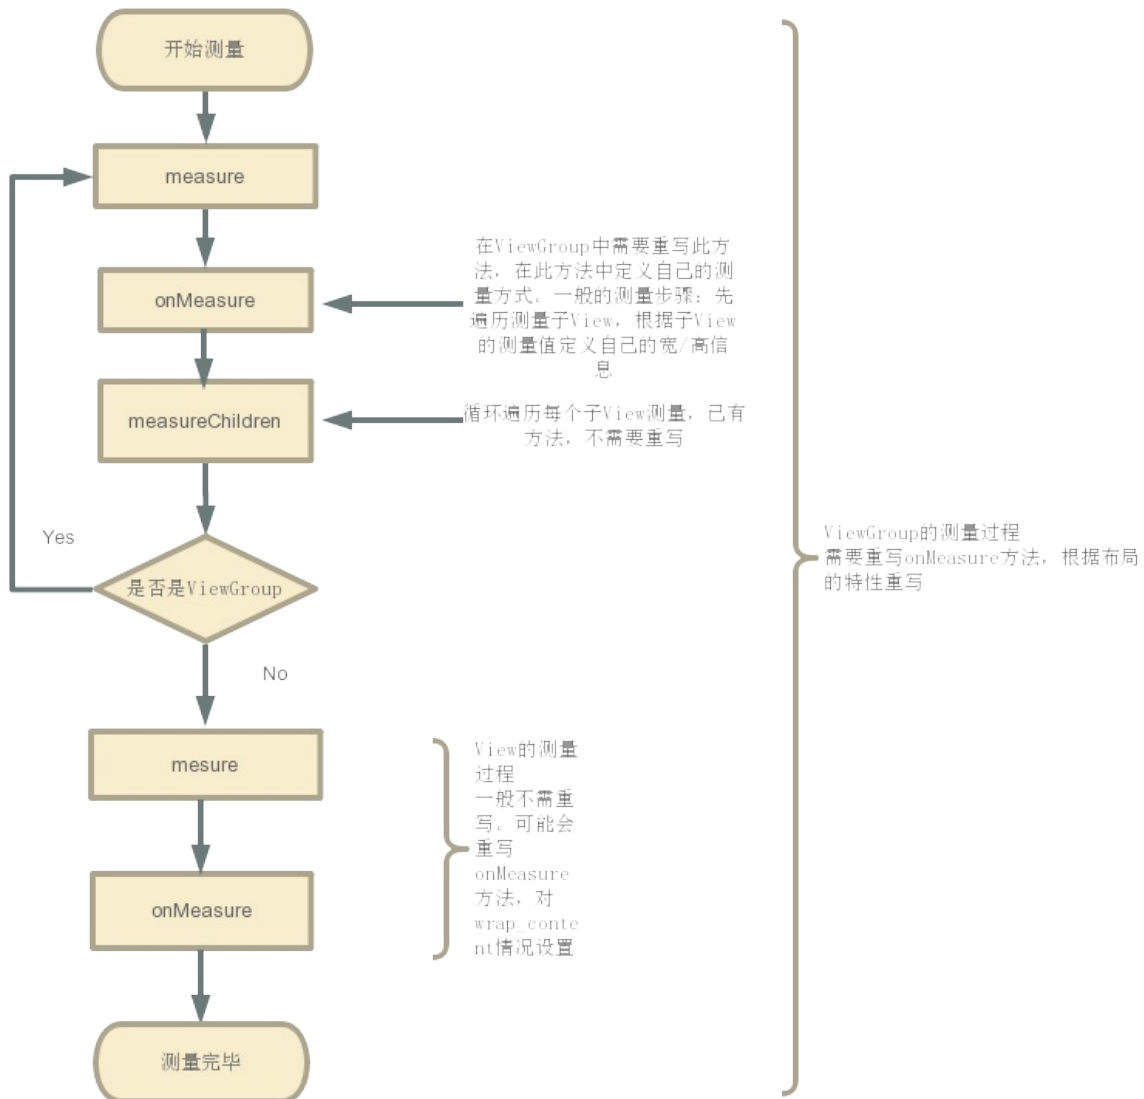 开始测量
measure
onMeasure
在ViewGroup中需要重写此方
法，在此方法中定义自己的测
量方式。一般的测量步骤：先
遍历测量子View，根据子View
的测量值定义自己的宽/高信
息
measureChildren
循环遍历每个子View测量，已有
方法，不需要重写
Yes
是否是ViewGroup
No
ViewGroup的测量过程
需要重写onMeasure方法，根据布局
的特性重写
mesure
View的测量
过程
一般不需重
写。可能会
重写
onMeasure
方法，对
wrap_conte
nt情况设置
onMeasure
测量完毕